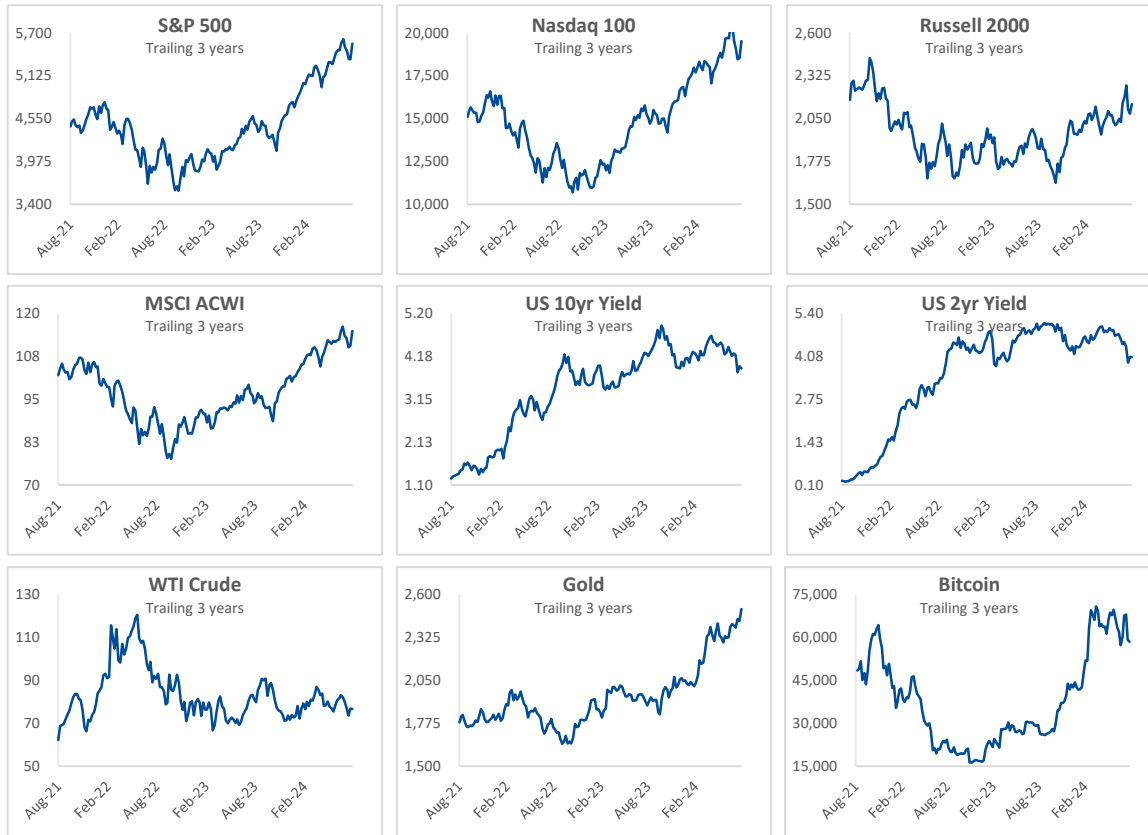 S&P 500
Trailing 3 years
5,700
5,125
4,550
3,975
3,400
Aug-21
Feb-22
Aug-22
Feb-23
Aug-23
Feb-24
Nasdaq 100
Trailing 3 years
20,000
17,500
15,000
12,500
10,000
Aug-21
Feb-22
Aug-22
Feb-23
Aug-23
Feb-24
Russell 2000
Trailing 3 years
2,600
2,325
2,050
1,775
1,500
Aug-21
Feb-22
Aug-22
Feb-23
Aug-23
Feb-24
MSCI ACWI
Trailing 3 years
120
108
95
83
70
Aug-21
Feb-22
Aug-22
Feb-23
Aug-23
Feb-24
US 10yr Yield
Trailing 3 years
5.20
4.18
3.15
2.13
1.10
Aug-21
Feb-22
Aug-22
Feb-23
Aug-23
Feb-24
US 2yr Yield
Trailing 3 years
5.40
4.08
2.75
1.43
0.10
Aug-21
Feb-22
Aug-22
Feb-23
Aug-23
Feb-24
WTI Crude
Trailing 3 years
130
110
90
70
50
Aug-21
Feb-22
Aug-22
Feb-23
Aug-23
Feb-24
Gold
Trailing 3 years
2,600
2,325
2,050
1,775
1,500
Aug-21
Feb-22
Aug-22
Feb-23
Aug-23
Feb-24
Bitcoin
Trailing 3 years
75,000
60,000
45,000
30,000
15,000
Aug-21
Feb-22
Aug-22
Feb-23
Aug-23
Feb-24